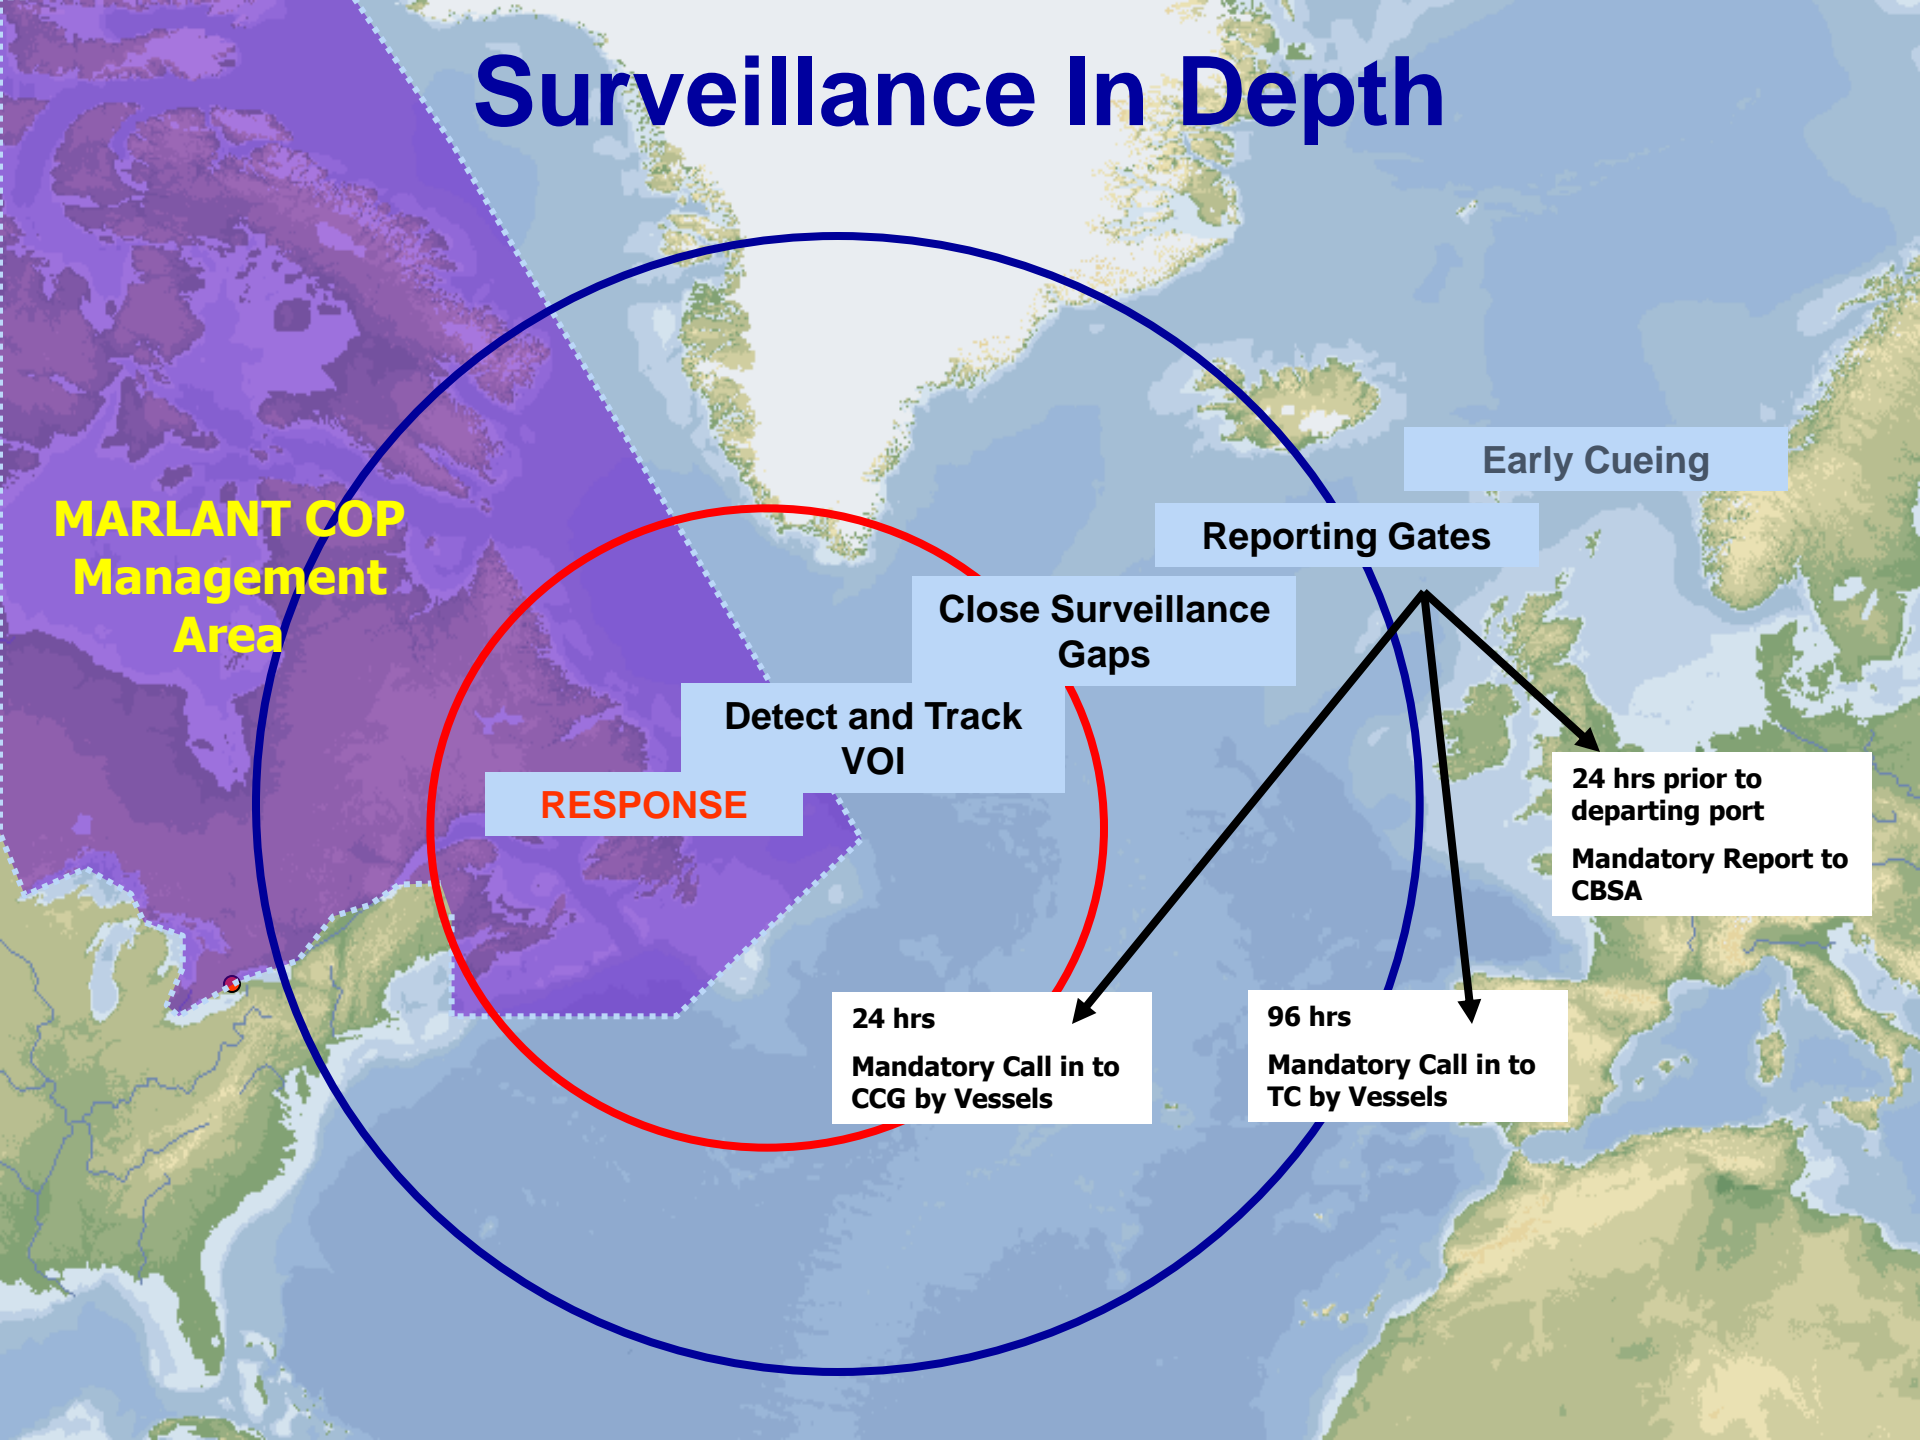 Surveillance In Depth
Early Cueing
MARLANT COP
Management
Area
Reporting Gates
Close Surveillance
Gaps
Detect and Track
VOI
RESPONSE
24 hrs prior to
departing port
Mandatory Report to
CBSA
24 hrs
Mandatory Call in to
CCG by Vessels
96 hrs
Mandatory Call in to
TC by Vessels